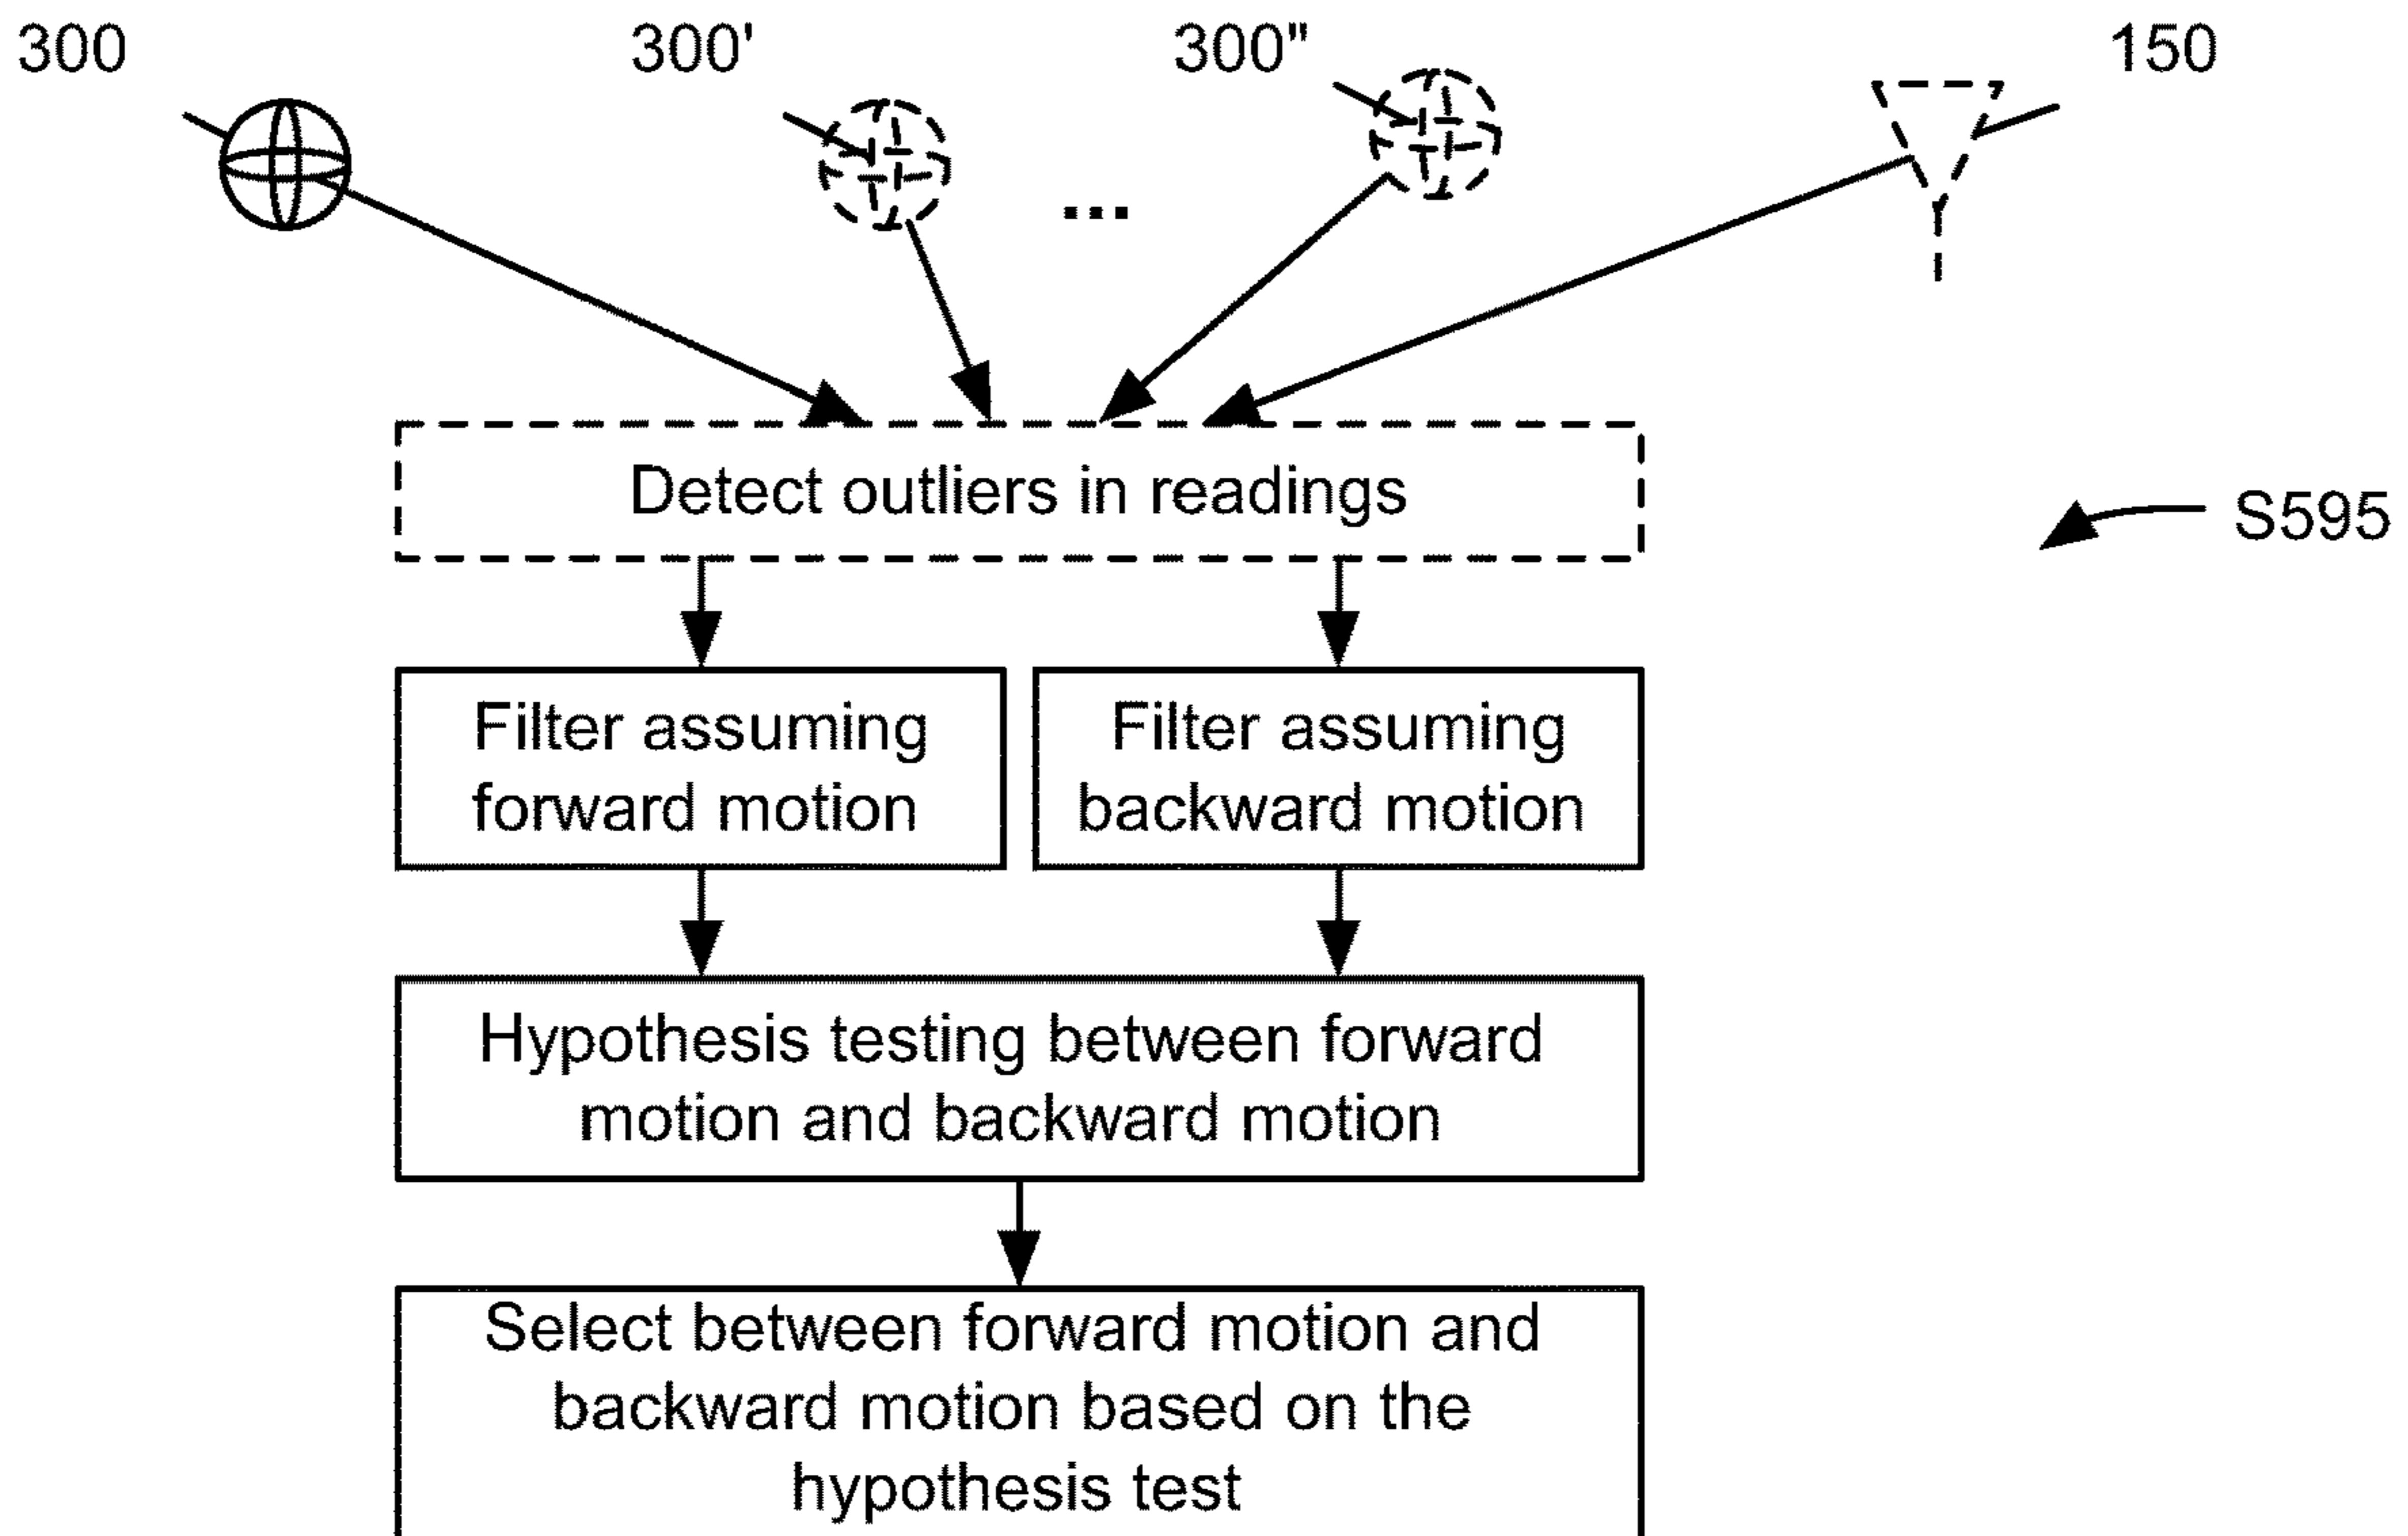 300
300'
300"
150
...
Detect outliers in readings
S595
Filter assuming
forward motion
Filter assuming
backward motion
Hypothesis testing between forward
motion and backward motion
Select between forward motion and
backward motion based on the
hypothesis test